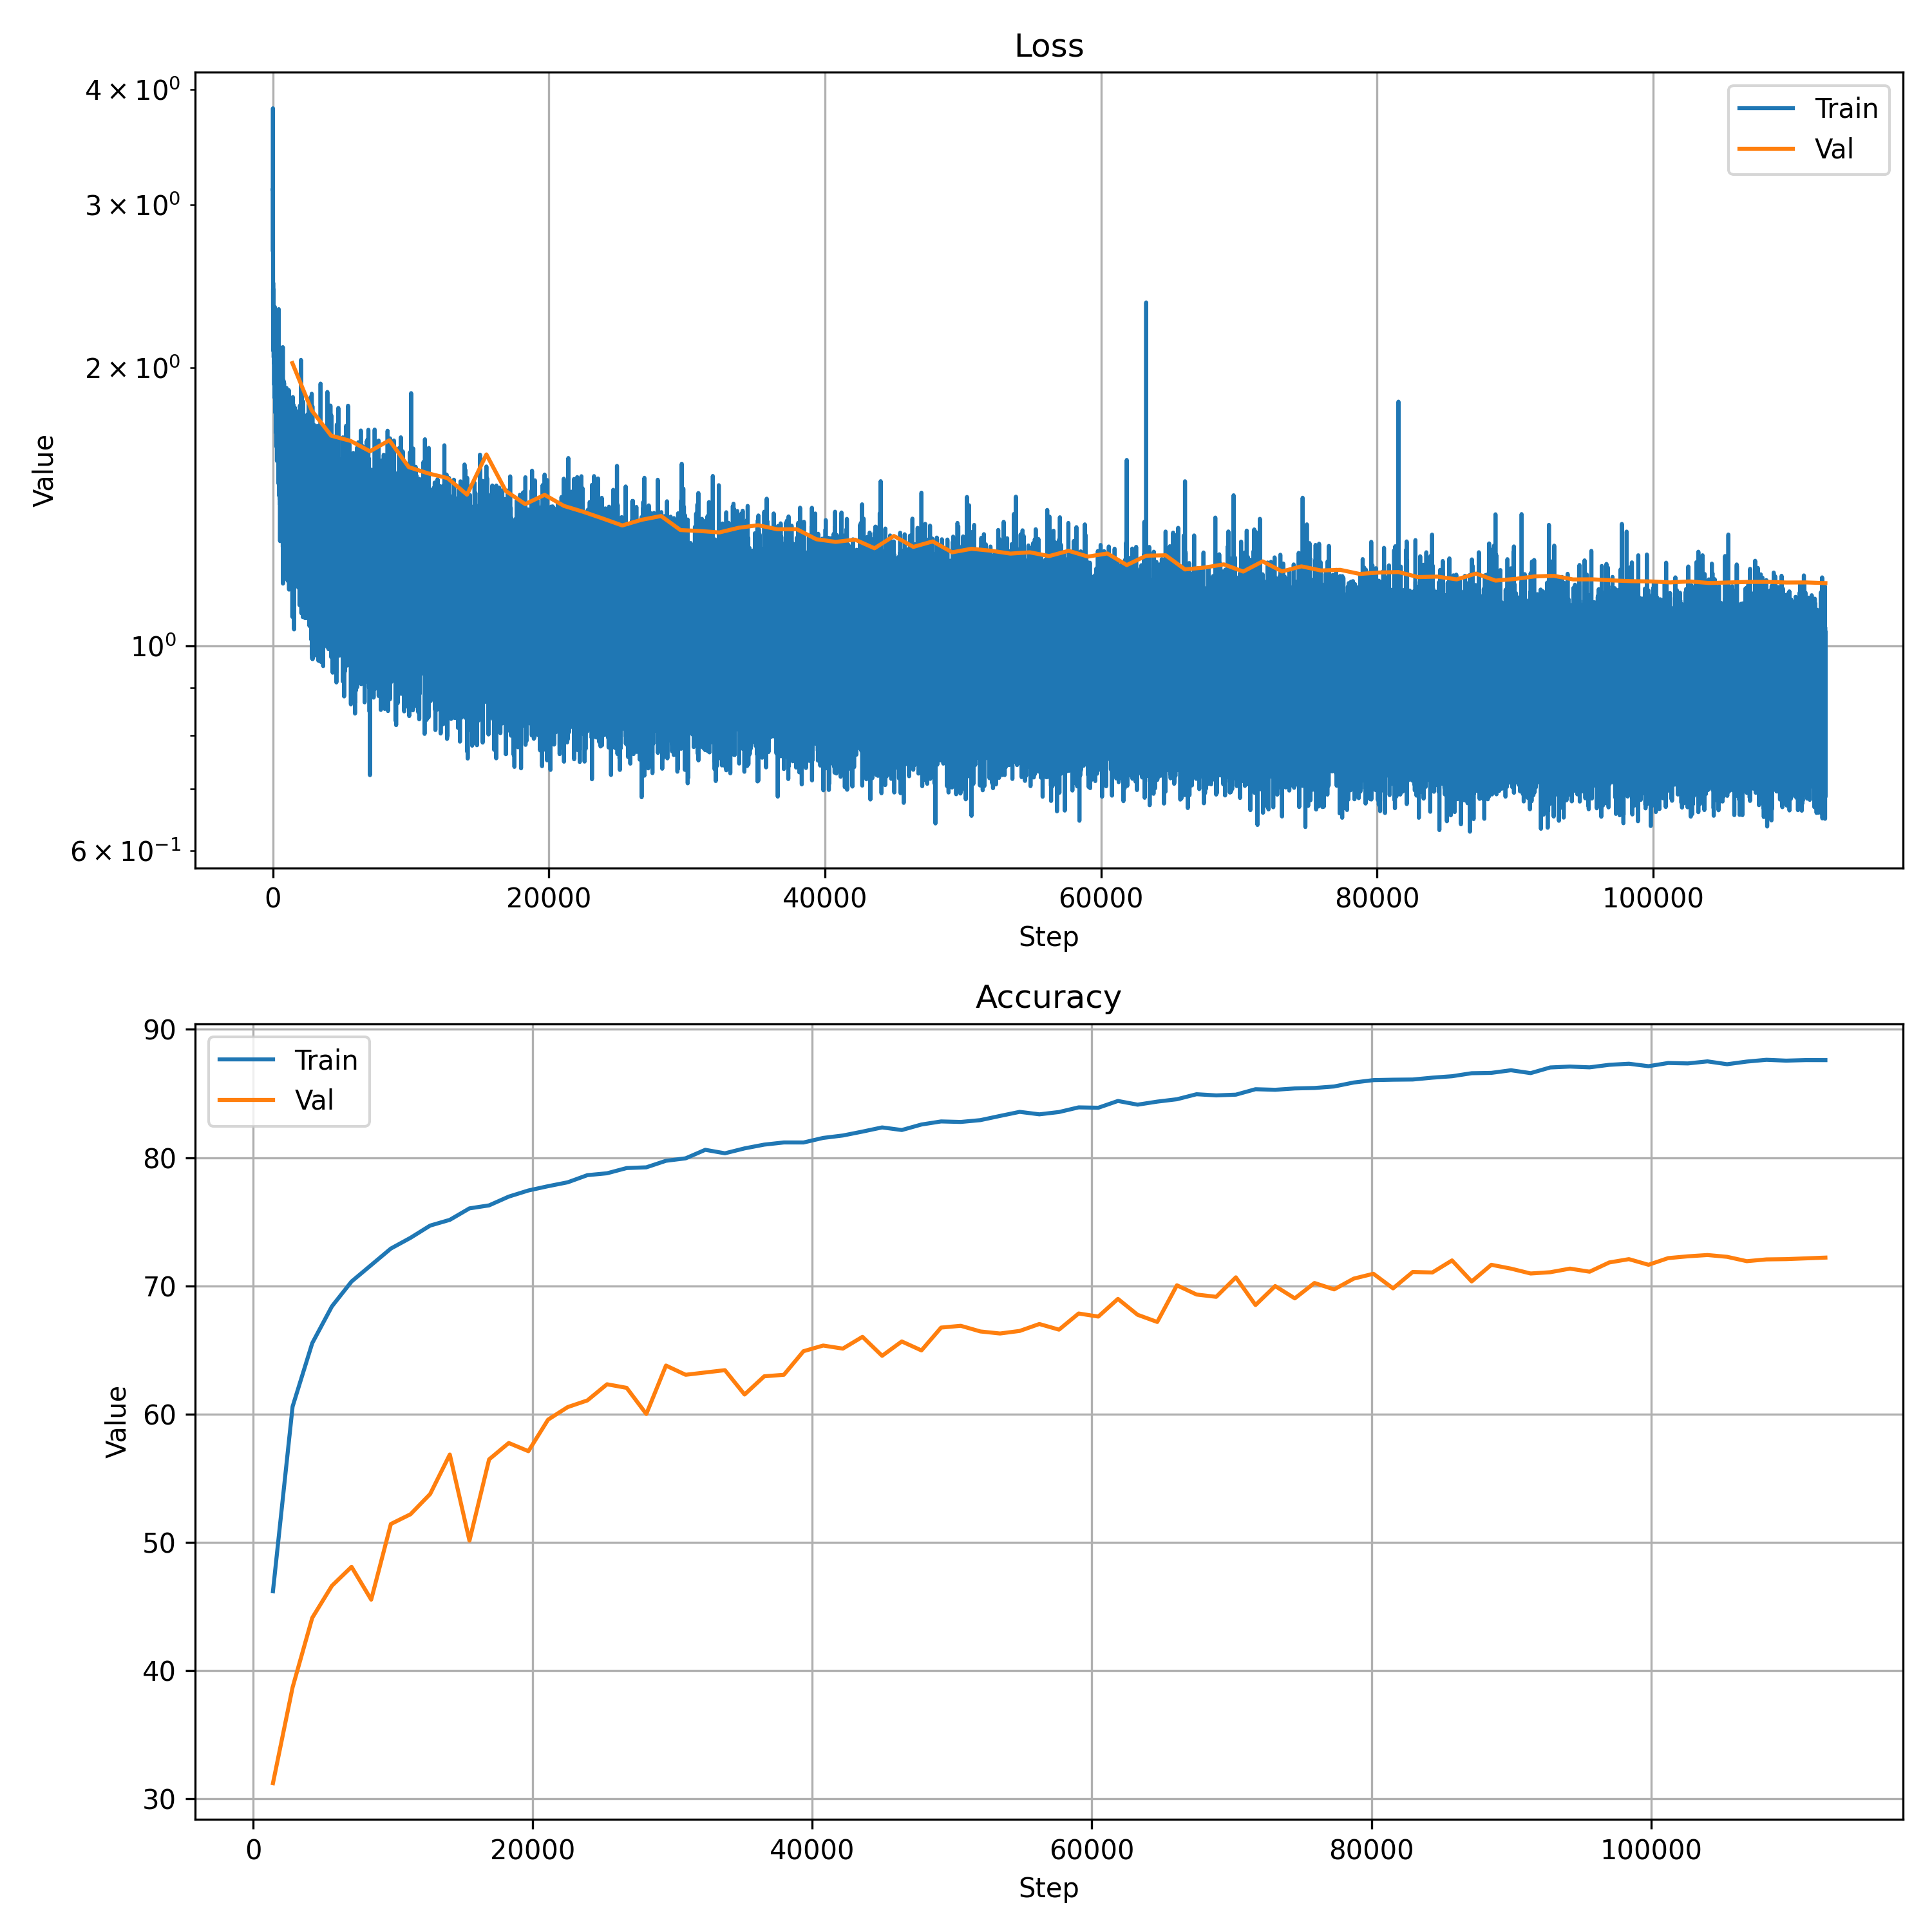 Loss
4 × 10⁰
3 × 10⁰
2 × 10⁰
10⁰
6 × 10⁻¹
Value
Train
Val
0 20000 40000 60000 80000 100000
Step
Accuracy
90
80
70
60
50
40
30
Value
Train
Val
0 20000 40000 60000 80000 100000
Step